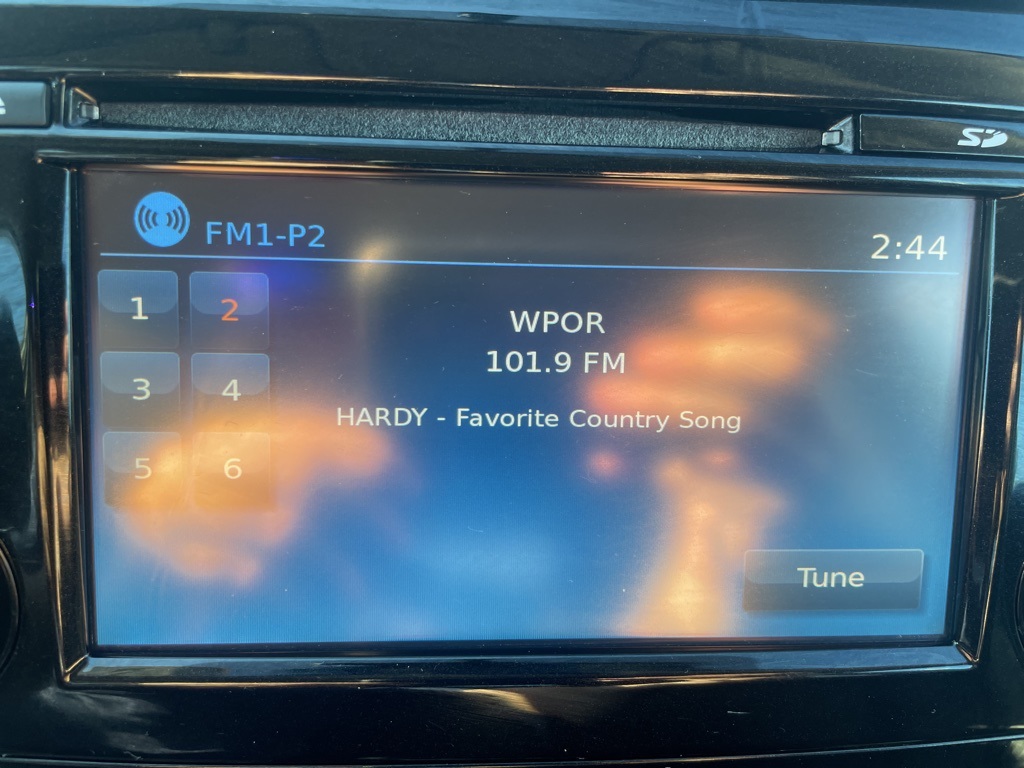 SD
FM1-P2
2:44
1 2
3 4
5 6
WPOR
101.9 FM
HARDY - Favorite Country Song
Tune